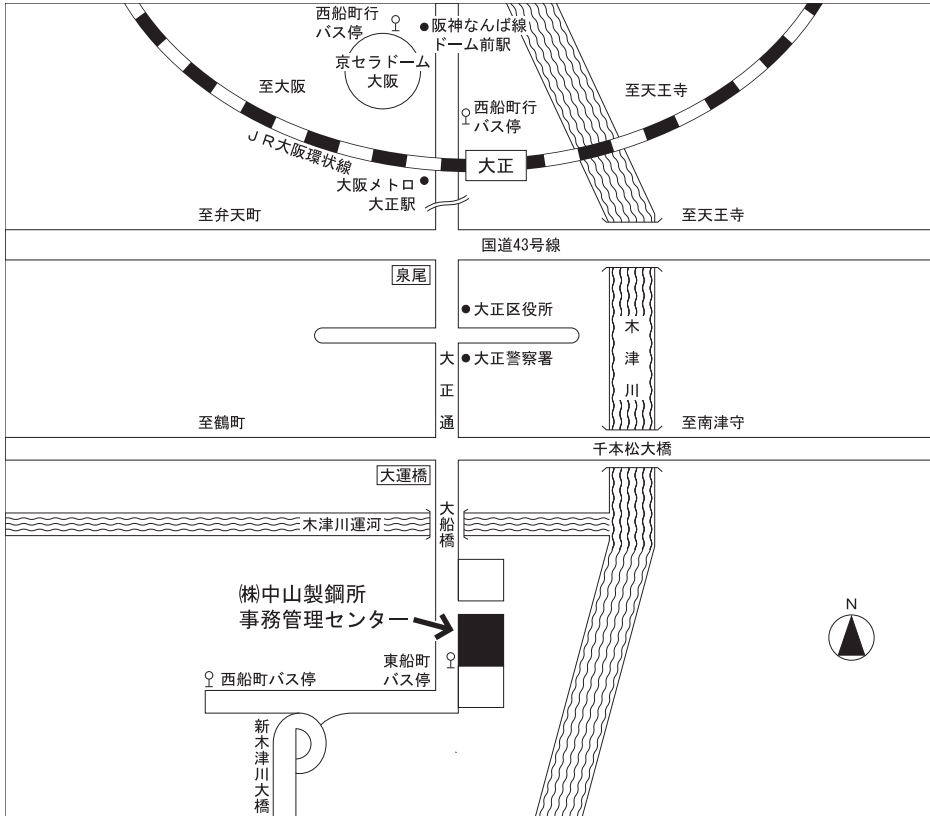 西船町行
バス停
阪神なんば線
ドーム前駅
京セラドーム
大阪
至大阪
西船町行
バス停
至天王寺
JR大阪環状線
大正
大阪メトロ
大正駅
至弁天町
至天王寺
国道43号線
泉尾
大正区役所
木津川
大正警察署
大正通
至鶴町
至南津守
千本松大橋
大運橋
大船橋
木津川運河
㈱中山製鋼所
事務管理センター
N
東船町
バス停
西船町バス停
新木津川大橋